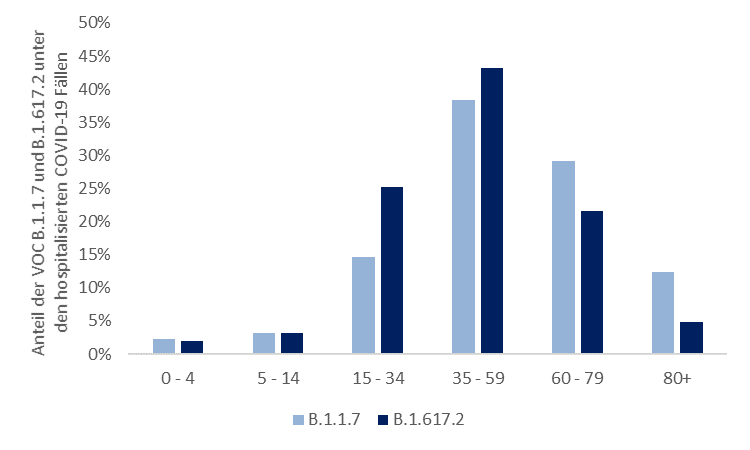 Anteil der VOC B.1.1.7 und B.1.617.2 unter
den hospitalisierten COVID-19 Fällen
50%
45%
40%
35%
30%
25%
20%
15%
10%
5%
0%
0 - 4
5 - 14
15 - 34
35 - 59
60 - 79
80+
B.1.1.7
B.1.617.2